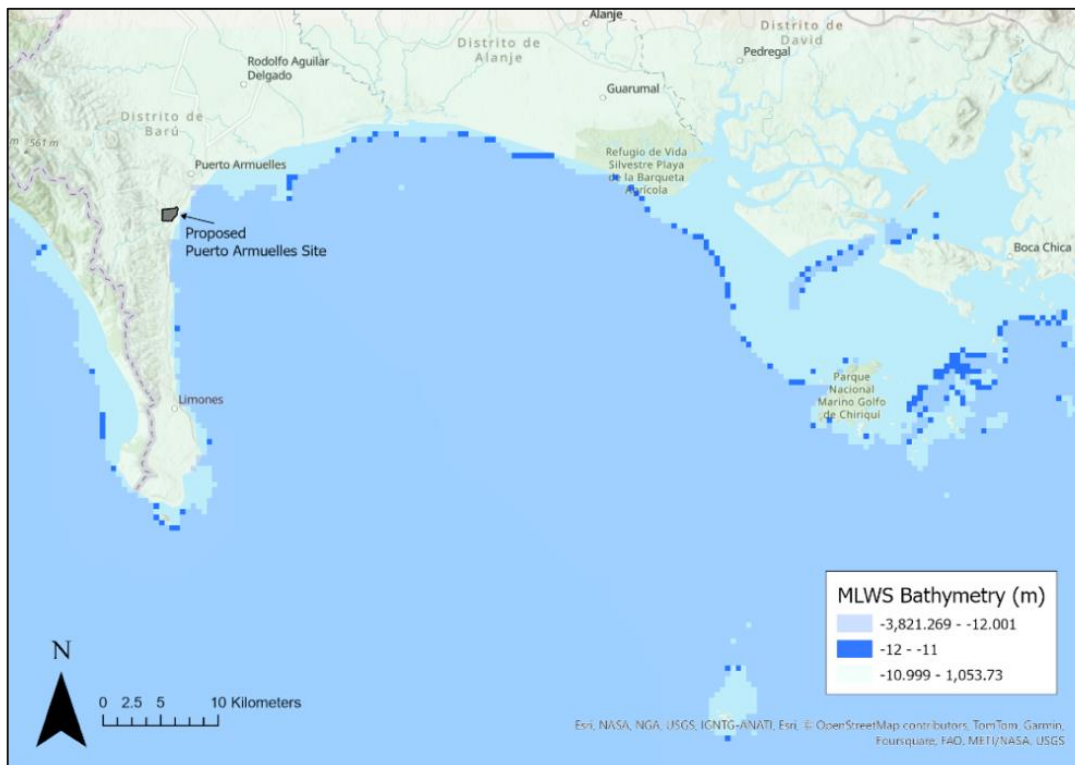 Alanje
Distrito de
David
Distrito de
Alanje
Pedregal
Rodolfo Aguilar
Delgado
Guarumal
Distrito de
Barú
m 561 m
Refugio de Vida
Silvestre Playa
de la Barqueta
Agrícola
Puerto Armuelles
Proposed
Puerto Armuelles Site
Boca Chica
Parque
Nacional
Marino Golfo
de Chiriquí
Limones
MLWS Bathymetry (m)
-3,821.269 - -12.001
-12 - -11
-10.999 - 1,053.73
N
0 2.5 5 10 Kilometers
Esri, NASA, NGA, USGS, IGNTG-ANATI, Esri, © OpenStreetMap contributors, TomTom, Garmin,
Foursquare, FAO, METI/NASA, USGS